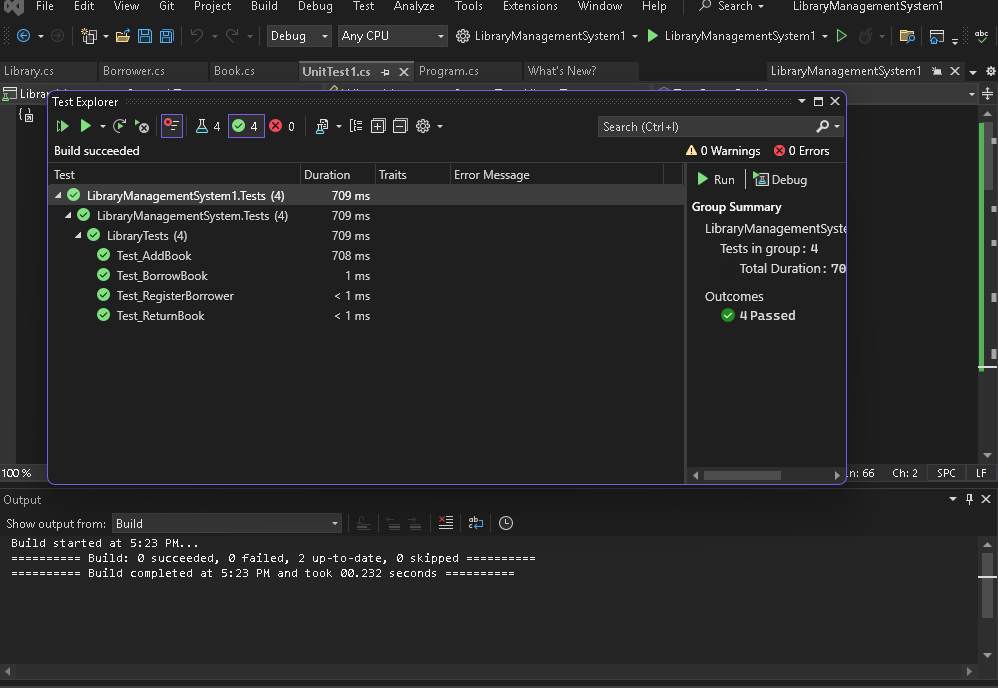 File Edit View Git Project Build Debug Test Analyze Tools Extensions Window Help Search LibraryManagementSystem1
Debug Any CPU LibraryManagementSystem1 LibraryManagementSystem1
Library.cs Borrower.cs Book.cs UnitTest1.cs Program.cs What's New? LibraryManagementSystem1
Test Explorer
4 4 0 Search (Ctrl+I)
Build succeeded 0 Warnings 0 Errors
Test Duration Traits Error Message Run Debug
LibraryManagementSystem1.Tests (4) 709 ms
LibraryManagementSystem.Tests (4) 709 ms
LibraryTests (4) 709 ms
Test_AddBook 708 ms
Test_BorrowBook 1 ms
Test_RegisterBorrower < 1 ms
Test_ReturnBook < 1 ms
Group Summary
LibraryManagementSyste
Tests in group: 4
Total Duration: 70
Outcomes
4 Passed
100 % Ln: 66 Ch: 2 SPC LF
Output
Show output from: Build
Build started at 5:23 PM...
========== Build: 0 succeeded, 0 failed, 2 up-to-date, 0 skipped ==========
========== Build completed at 5:23 PM and took 00.232 seconds ==========